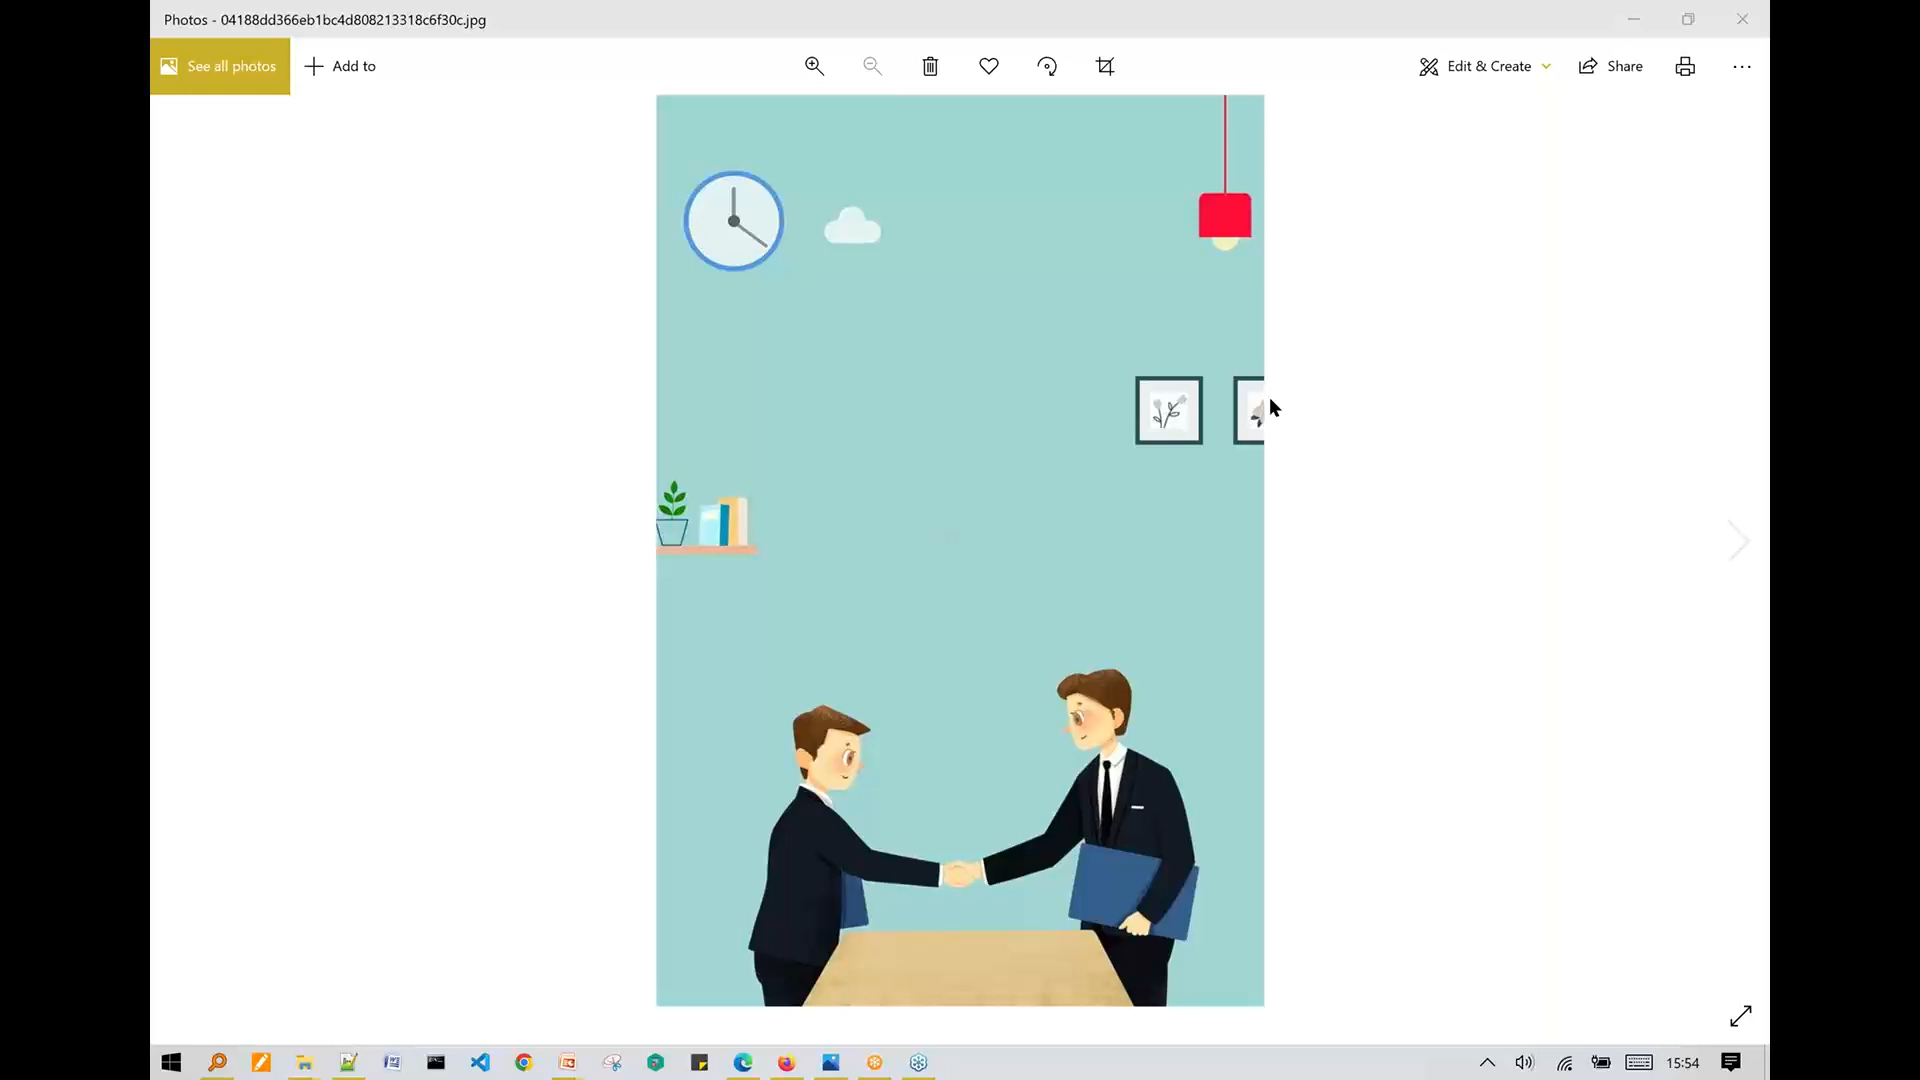 Photos - 04188dd366eb1bc4d808213318c6f30c.jpg
See all photos
Add to
Edit & Create
Share
15:54